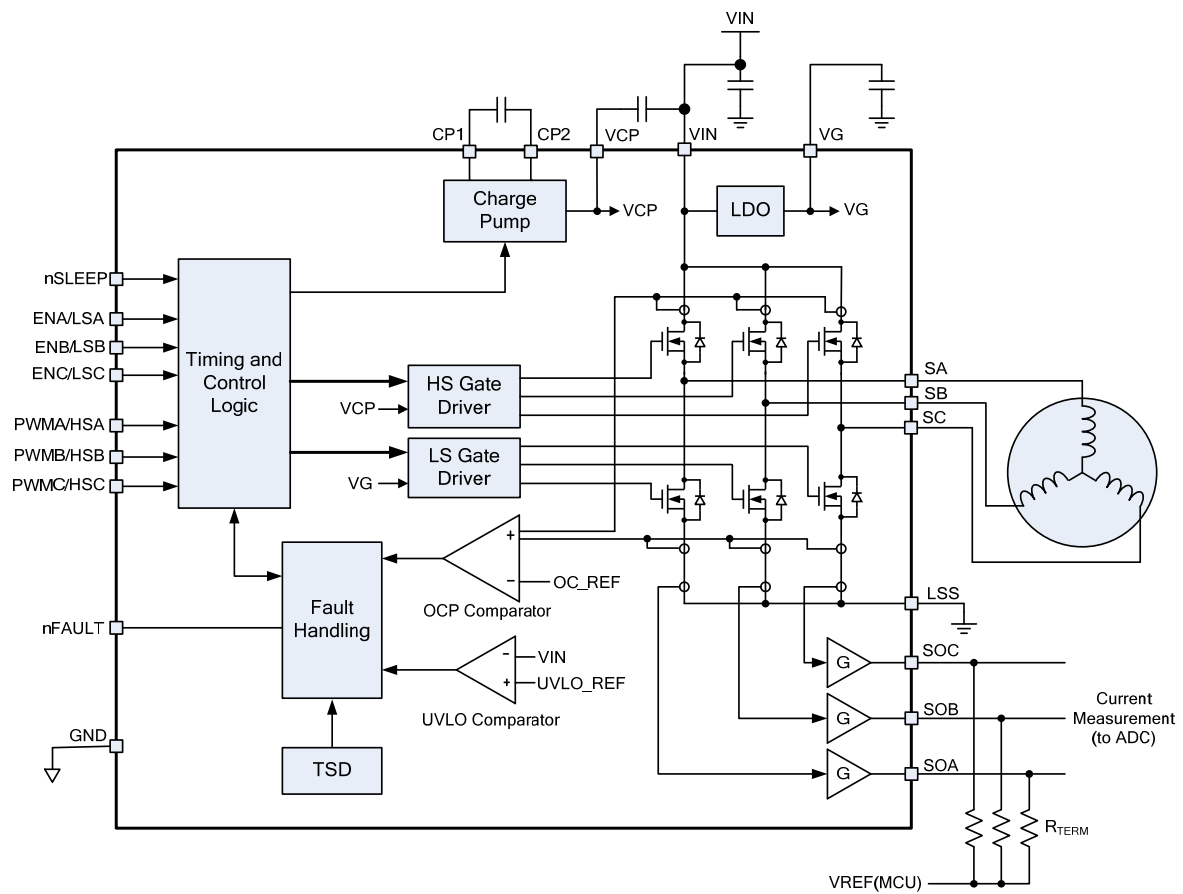 VIN
CP1
CP2
VCP
VIN
VG
Charge
Pump
VCP
LDO
VG
nSLEEP
ENA/LSA
ENB/LSB
ENC/LSC
PWMA/HSA
PWMB/HSB
PWMC/HSC
Timing and
Control
Logic
HS Gate
Driver
VCP
LS Gate
Driver
VG
SA
SB
SC
+
−
OC_REF
OCP Comparator
Fault
Handling
nFAULT
−
VIN
+
UVLO_REF
UVLO Comparator
LSS
G
SOC
G
SOB
G
SOA
Current
Measurement
(to ADC)
GND
TSD
RTERM
VREF(MCU)